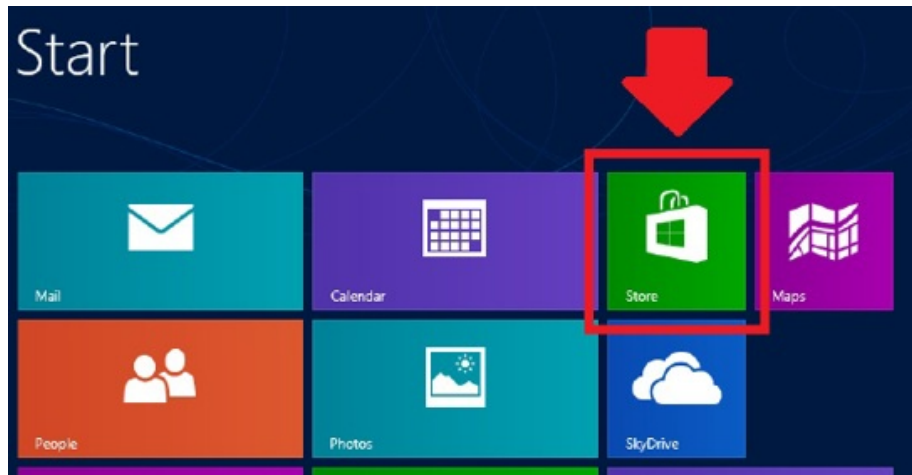 Start
Mail
Calendar
Store
Maps
People
Photos
SkyDrive